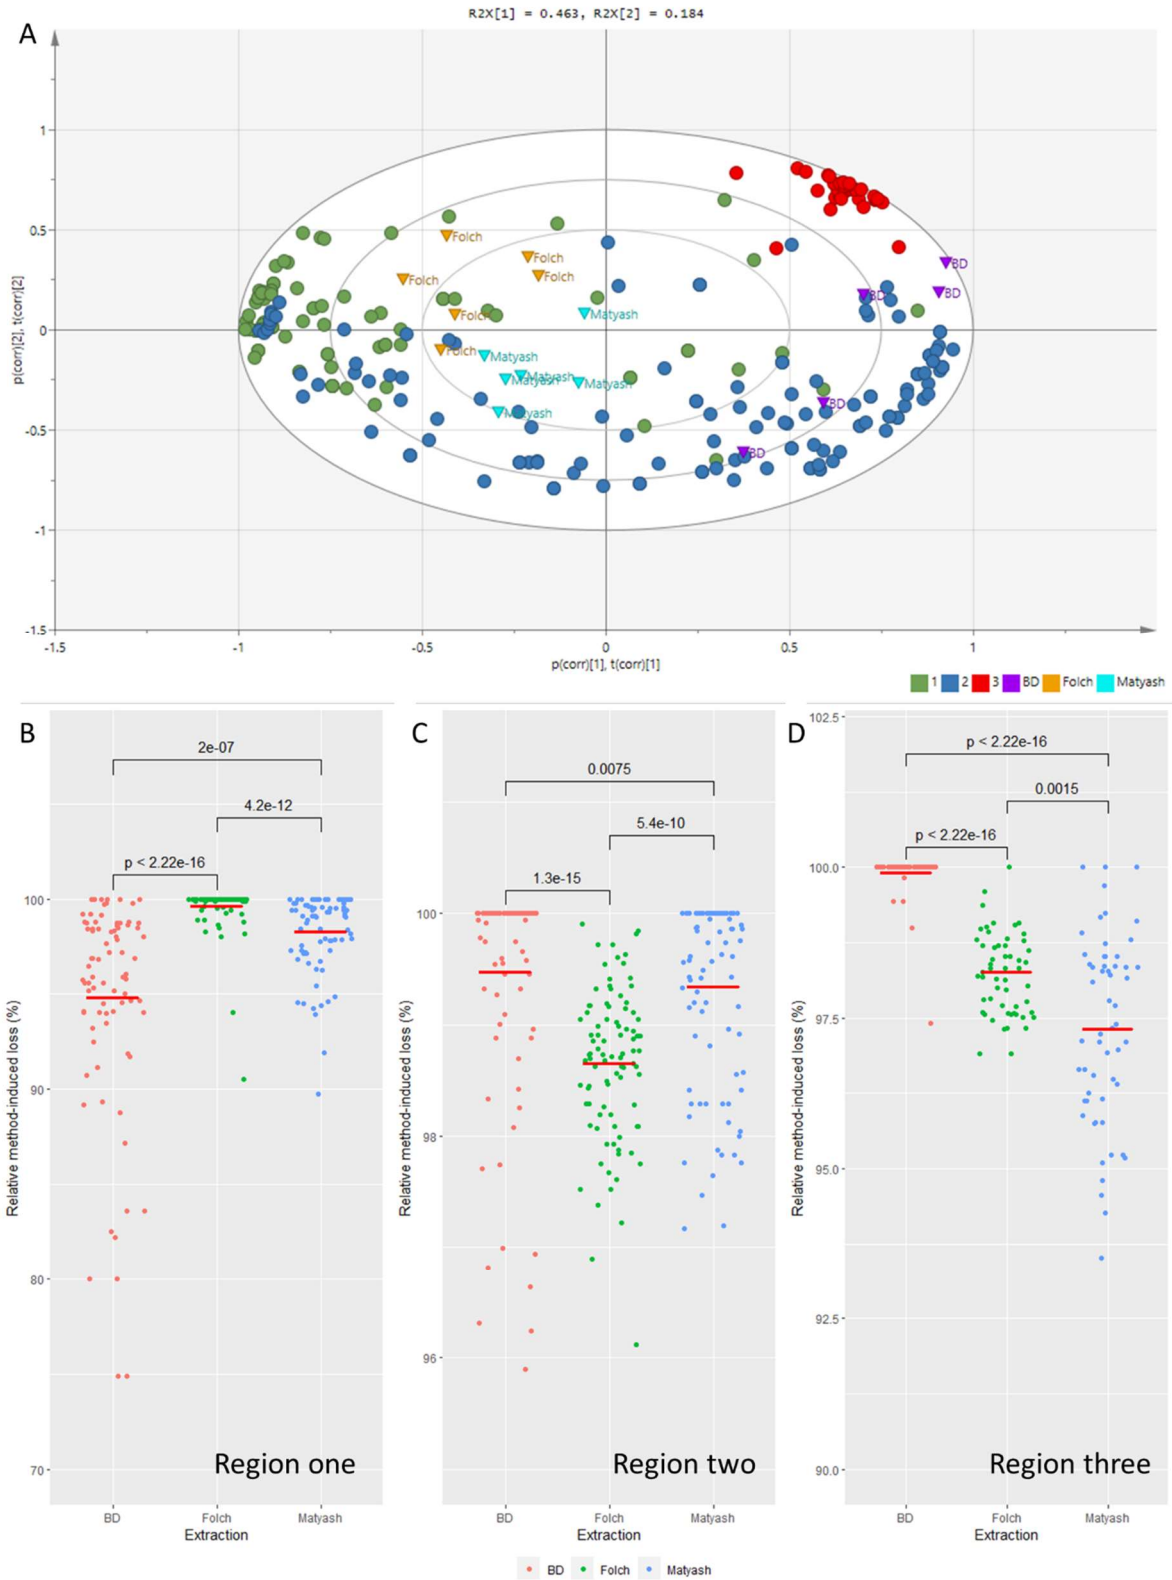 R2X[1] = 0.463, R2X[2] = 0.184
A
p(corr)[2], t(corr)[2]
1
0.5
0
-0.5
-1
-1.5
Folch
Folch
Folch
Folch
Folch
Folch
Matyash
Matyash
Matyash
Matyash
Matyash
Matyash
BD
BD
BD
BD
BD
-1.5 -1 -0.5 0 0.5 1
p(corr)[1], t(corr)[1]
1 2 3 BD Folch Matyash
B
2e-07
4.2e-12
p < 2.22e-16
Relative method-induced loss (%)
100
90
80
70
Region one
BD Folch Matyash
Extraction
C
0.0075
5.4e-10
1.3e-15
Relative method-induced loss (%)
100
98
96
Region two
BD Folch Matyash
Extraction
D
p < 2.22e-16
0.0015
p < 2.22e-16
Relative method-induced loss (%)
102.5
100.0
97.5
95.0
92.5
90.0
Region three
BD Folch Matyash
Extraction
BD Folch Matyash